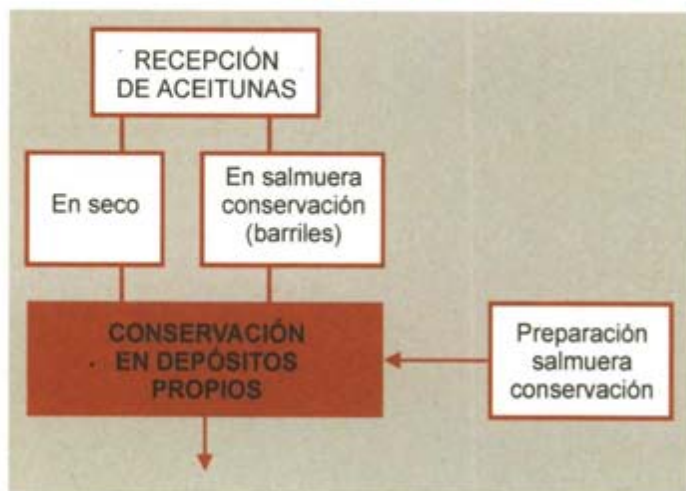 RECEPCIÓN
DE ACEITUNAS
En seco
En salmuera
conservación
(barriles)
CONSERVACIÓN
EN DEPÓSITOS
PROPIOS
Preparación
salmuera
conservación